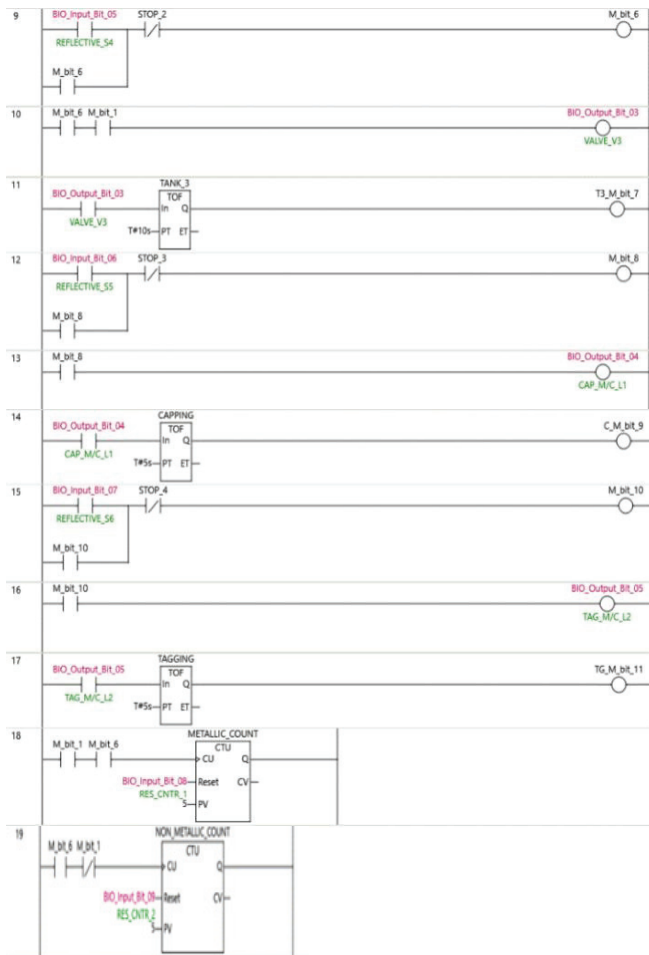 9
BIO_Input_Bit_05 STOP_2 M_bit_6
REFLECTIVE_S4
M_bit_6
10
M_bit_6 M_bit_1 BIO_Output_Bit_03
VALVE_V3
11
TANK_3
BIO_Output_Bit_03 TOF T3_M_bit_7
In Q
VALVE_V3
T#10s PT ET
12
BIO_Input_Bit_06 STOP_3 M_bit_8
REFLECTIVE_S5
M_bit_8
13
M_bit_8 BIO_Output_Bit_04
CAP_M/C_L1
14
CAPPING
BIO_Output_Bit_04 TOF C_M_bit_9
In Q
CAP_M/C_L1
T#5s PT ET
15
BIO_Input_Bit_07 STOP_4 M_bit_10
REFLECTIVE_S6
M_bit_10
16
M_bit_10 BIO_Output_Bit_05
TAG_M/C_L2
17
TAGGING
BIO_Output_Bit_05 TOF TG_M_bit_11
In Q
TAG_M/C_L2
T#5s PT ET
18
METALLIC_COUNT
M_bit_1 M_bit_6 CTU
CU Q
BIO_Input_Bit_08 Reset CV
RES_CNTR_1
5 PV
19
NON_METALLIC_COUNT
M_bit_6 M_bit_1 CTU
CU Q
BIO_Input_Bit_09 Reset CV
RES_CNTR_2
5 PV